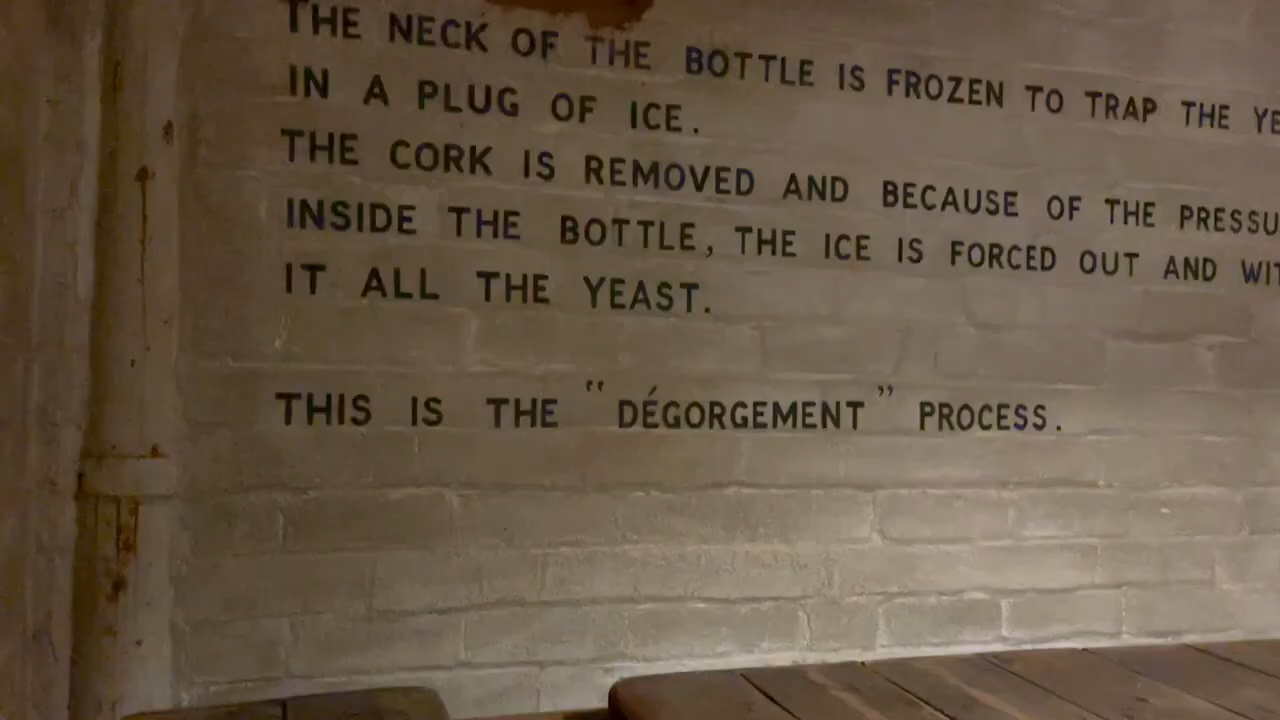 THE NECK OF THE BOTTLE IS FROZEN TO TRAP THE
IN A PLUG OF ICE.
THE CORK IS REMOVED AND BECAUSE OF THE
INSIDE THE BOTTLE, THE ICE IS FORCED OUT AND
IT ALL THE YEAST.
THIS IS THE "DÉGORGEMENT" PROCESS.